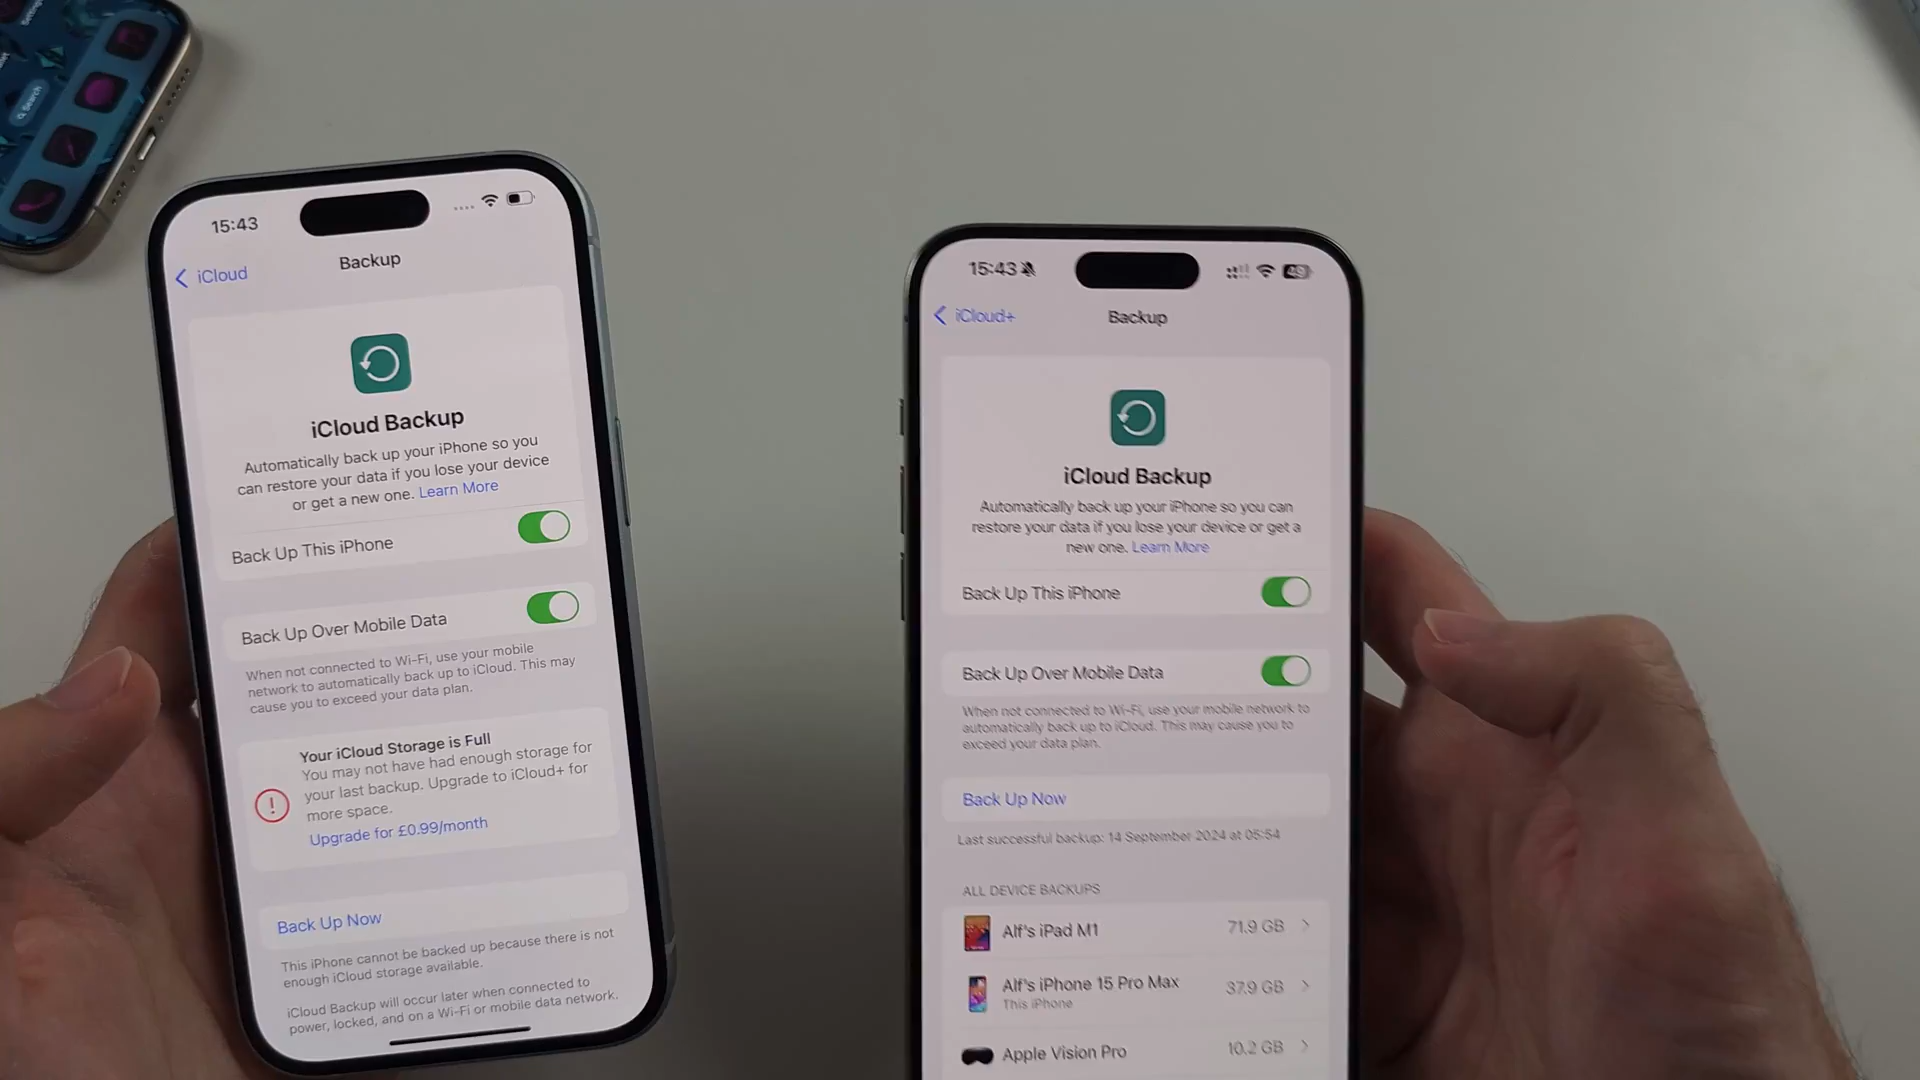 Search
15:43
iCloud
Backup
iCloud Backup
Automatically back up your iPhone so you
can restore your data if you lose your device
or get a new one. Learn More
Back Up This iPhone
Back Up Over Mobile Data
When not connected to Wi-Fi, use your mobile
network to automatically back up to iCloud. This may
cause you to exceed your data plan.
Your iCloud Storage is Full
You may not have had enough storage for
your last backup. Upgrade to iCloud+ for
more space.
Upgrade for £0.99/month
Back Up Now
This iPhone cannot be backed up because there is not
enough iCloud storage available.
iCloud Backup will occur later when connected to
power, locked, and on a Wi-Fi or mobile data network.
15:43
iCloud+
Backup
iCloud Backup
Automatically back up your iPhone so you can
restore your data if you lose your device or get a
new one. Learn More
Back Up This iPhone
Back Up Over Mobile Data
When not connected to Wi-Fi, use your mobile network to
automatically back up to iCloud. This may cause you to
exceed your data plan.
Back Up Now
Last successful backup: 14 September 2024 at 05:54
ALL DEVICE BACKUPS
Alf's iPad M1 71.9 GB
Alf's iPhone 15 Pro Max 37.9 GB
This iPhone
Apple Vision Pro 10.2 GB